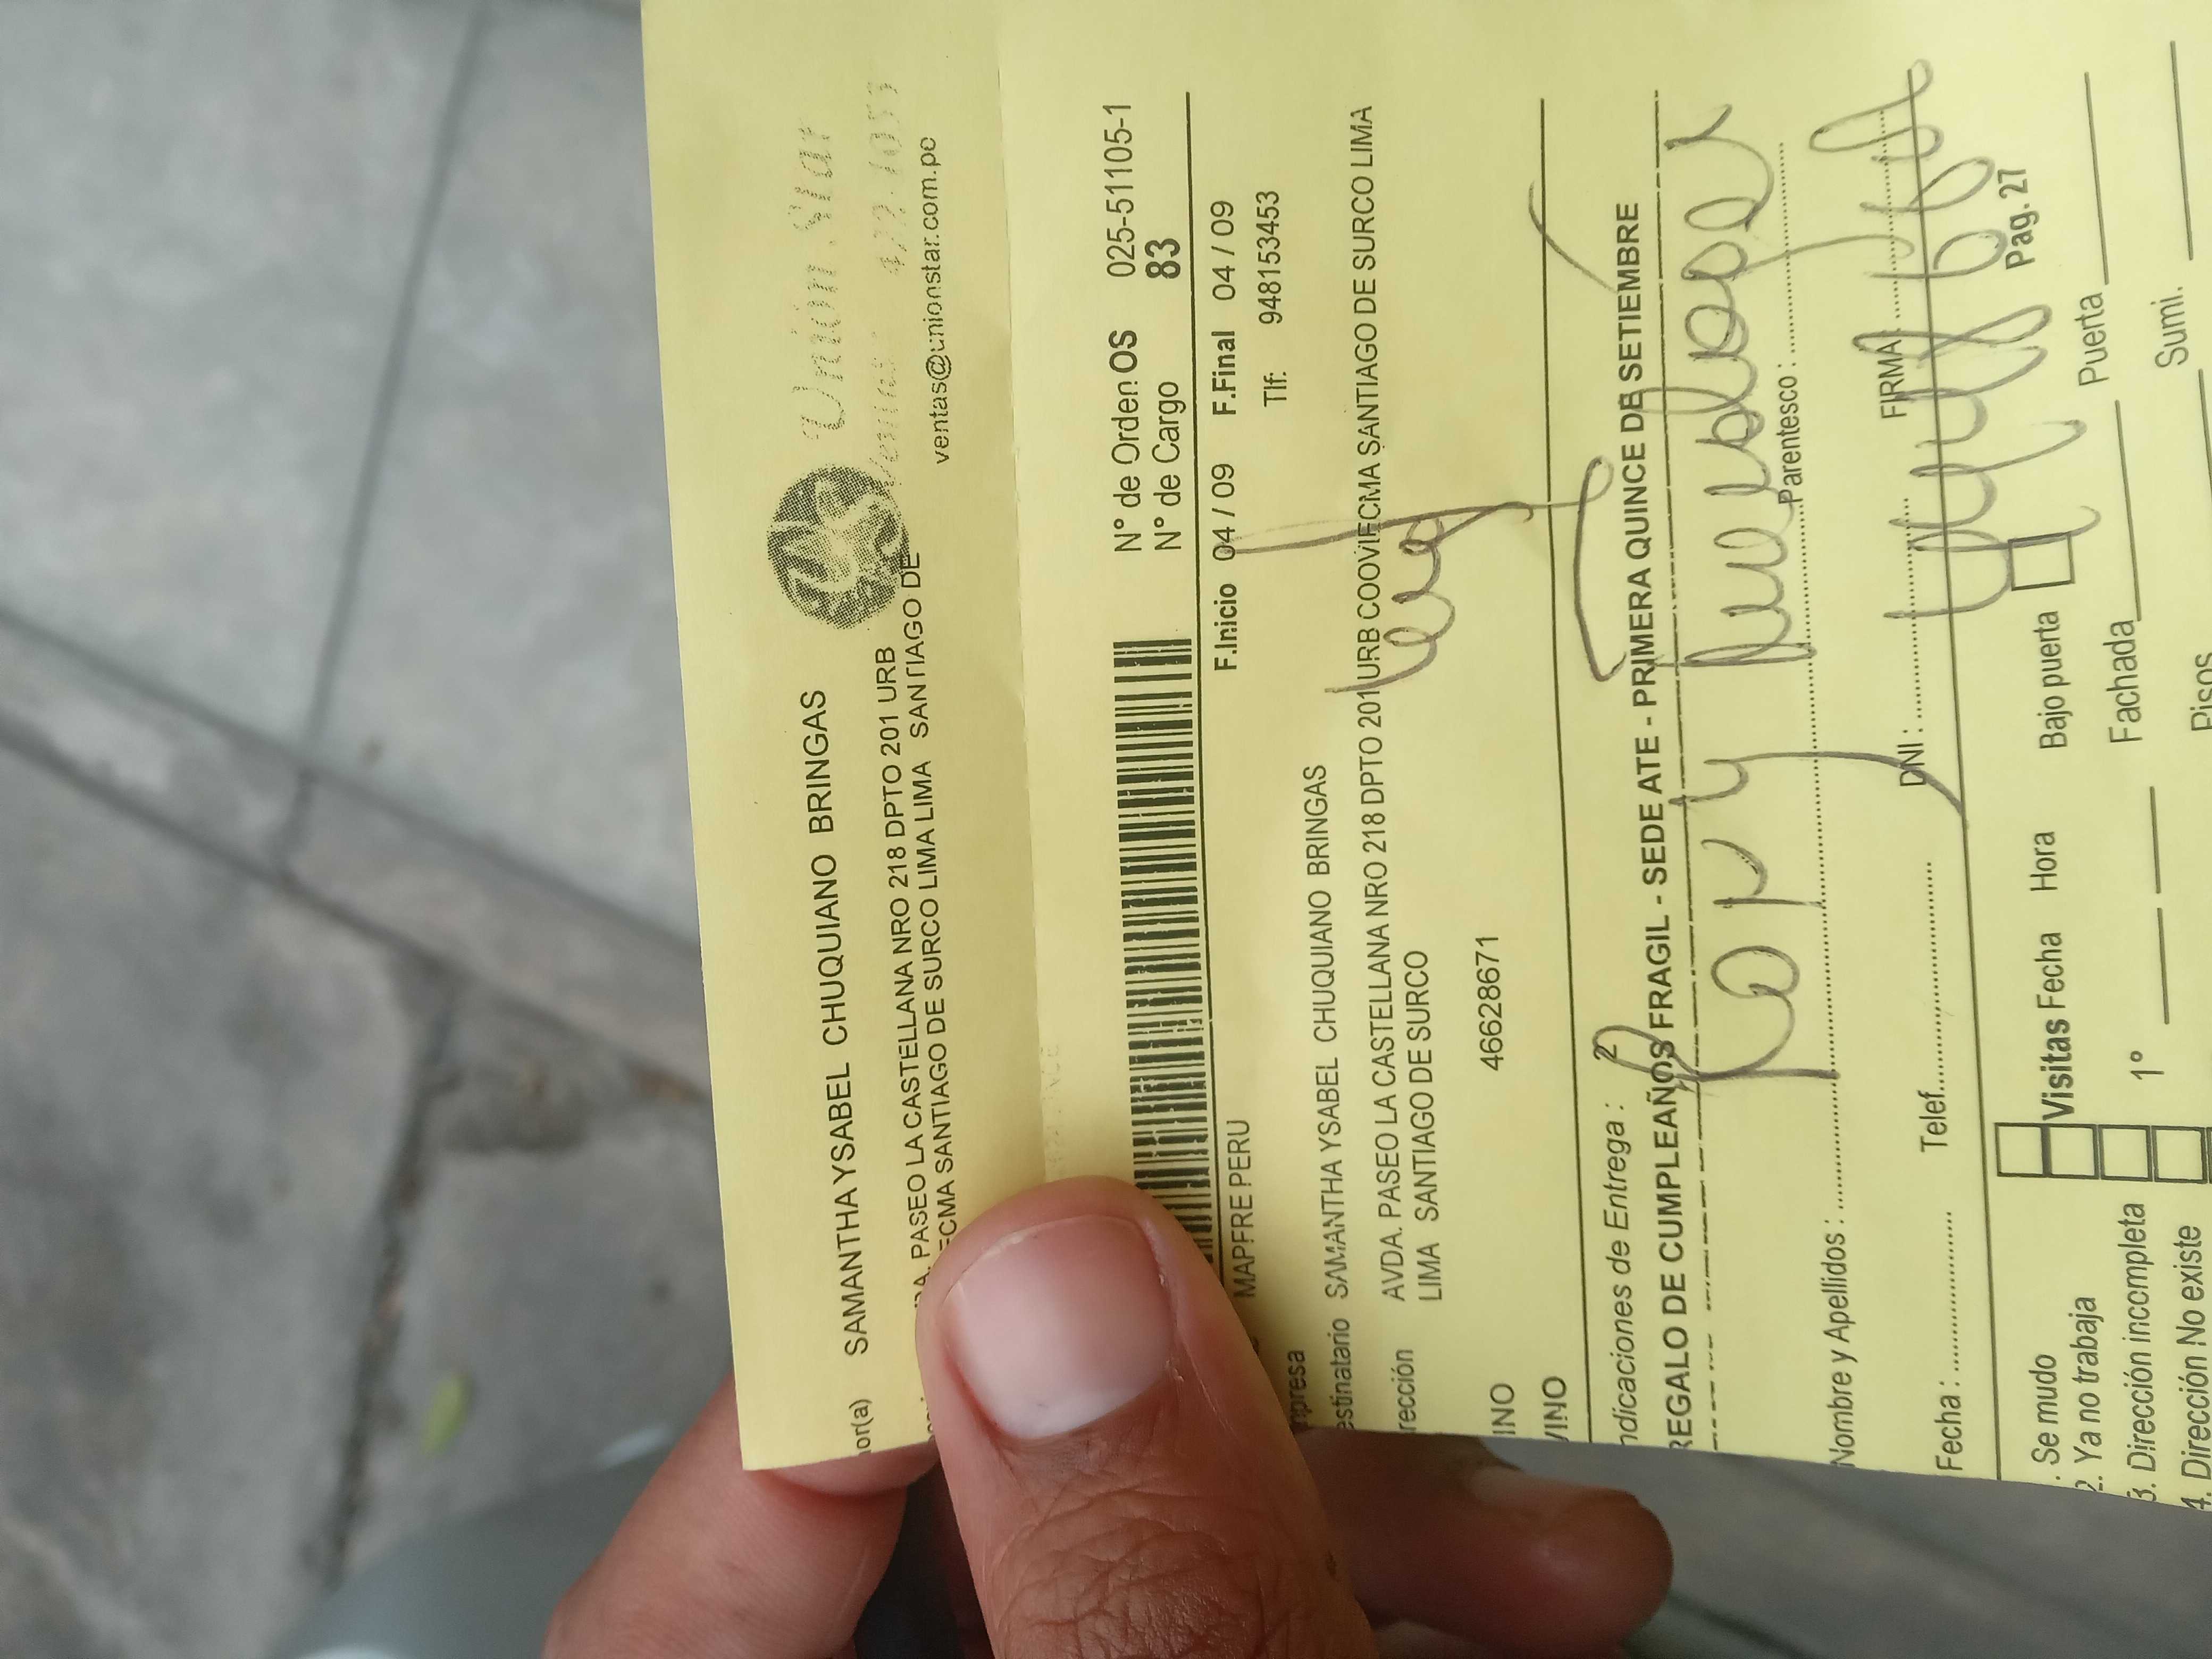 SAMANTHA YSABEL CHUQUIANO BRINGAS
PASEO LA CASTELLANA NRO 218 DPTO 201 URB
ECMA SANTIAGO DE SURCO LIMA LIMA SANTIAGO DE
Union Star
ventas@unionstar.com.pe
N° de Orden OS 025-51105-1
N° de Cargo 83
MAPFRE PERU
F.Inicio 04 / 09 F.Final 04 / 09
Tlf: 948153453
SAMANTHA YSABEL CHUQUIANO BRINGAS
AVDA. PASEO LA CASTELLANA NRO 218 DPTO 201 URB COOVIECMA SANTIAGO DE SURCO LIMA
LIMA SANTIAGO DE SURCO
46628671
ndicaciones de Entrega : 2
REGALO DE CUMPLEAÑOS FRAGIL - SEDE ATE - PRIMERA QUINCE DE SETIEMBRE
Nombre y Apellidos : Parentesco :
Fecha : Telef. DNI : FIRMA
Pag. 27
. Se mudo
2. Ya no trabaja
3. Dirección incompleta
4. Dirección No existe
Visitas Fecha Hora
1°
Bajo puerta
Fachada Puerta
Pisos Sumi.